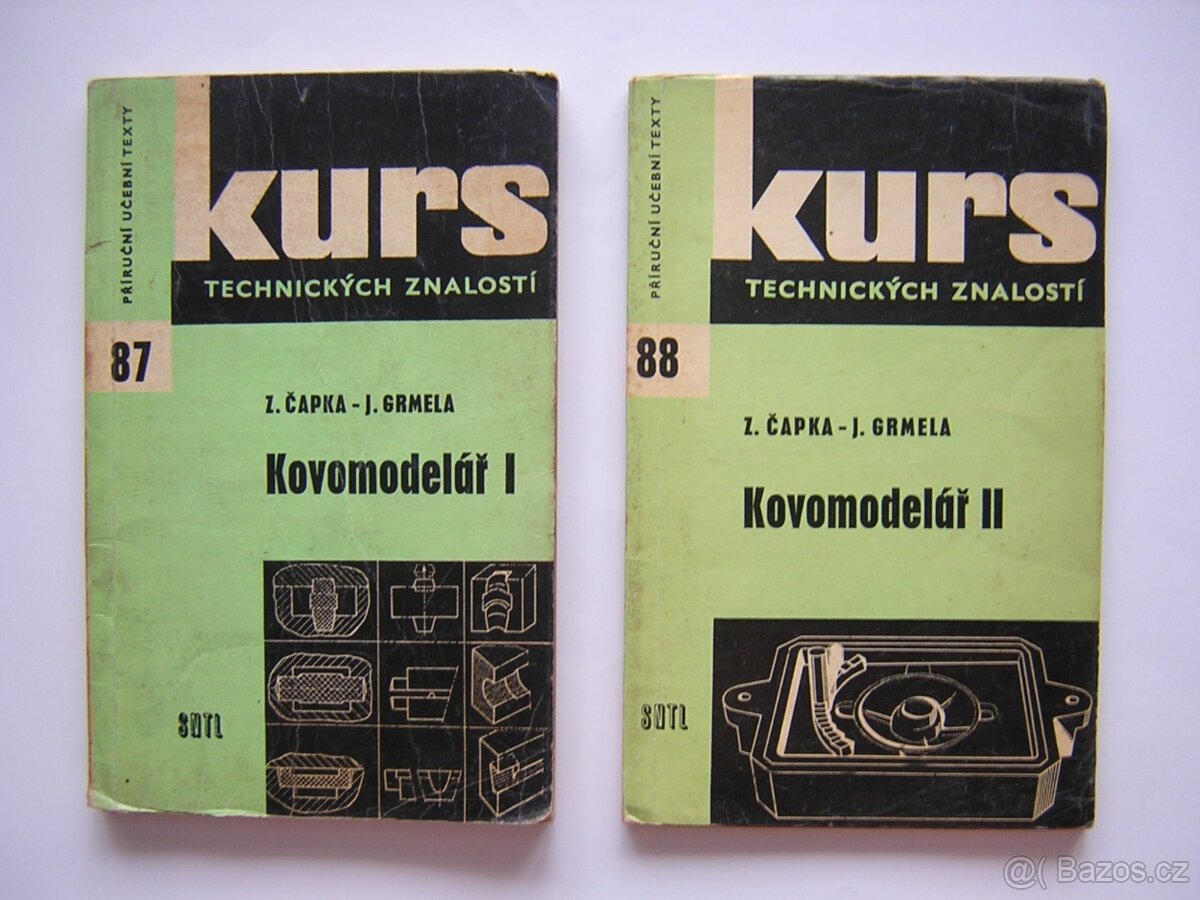 PŘÍRUČNÍ UČEBNÍ TEXTY
kurs
TECHNICKÝCH ZNALOSTÍ
87
Z. ČAPKA - J. GRMELA
Kovomodelář I
SNTL
PŘÍRUČNÍ UČEBNÍ TEXTY
kurs
TECHNICKÝCH ZNALOSTÍ
88
Z. ČAPKA - J. GRMELA
Kovomodelář II
SNTL
@( Bazos.cz